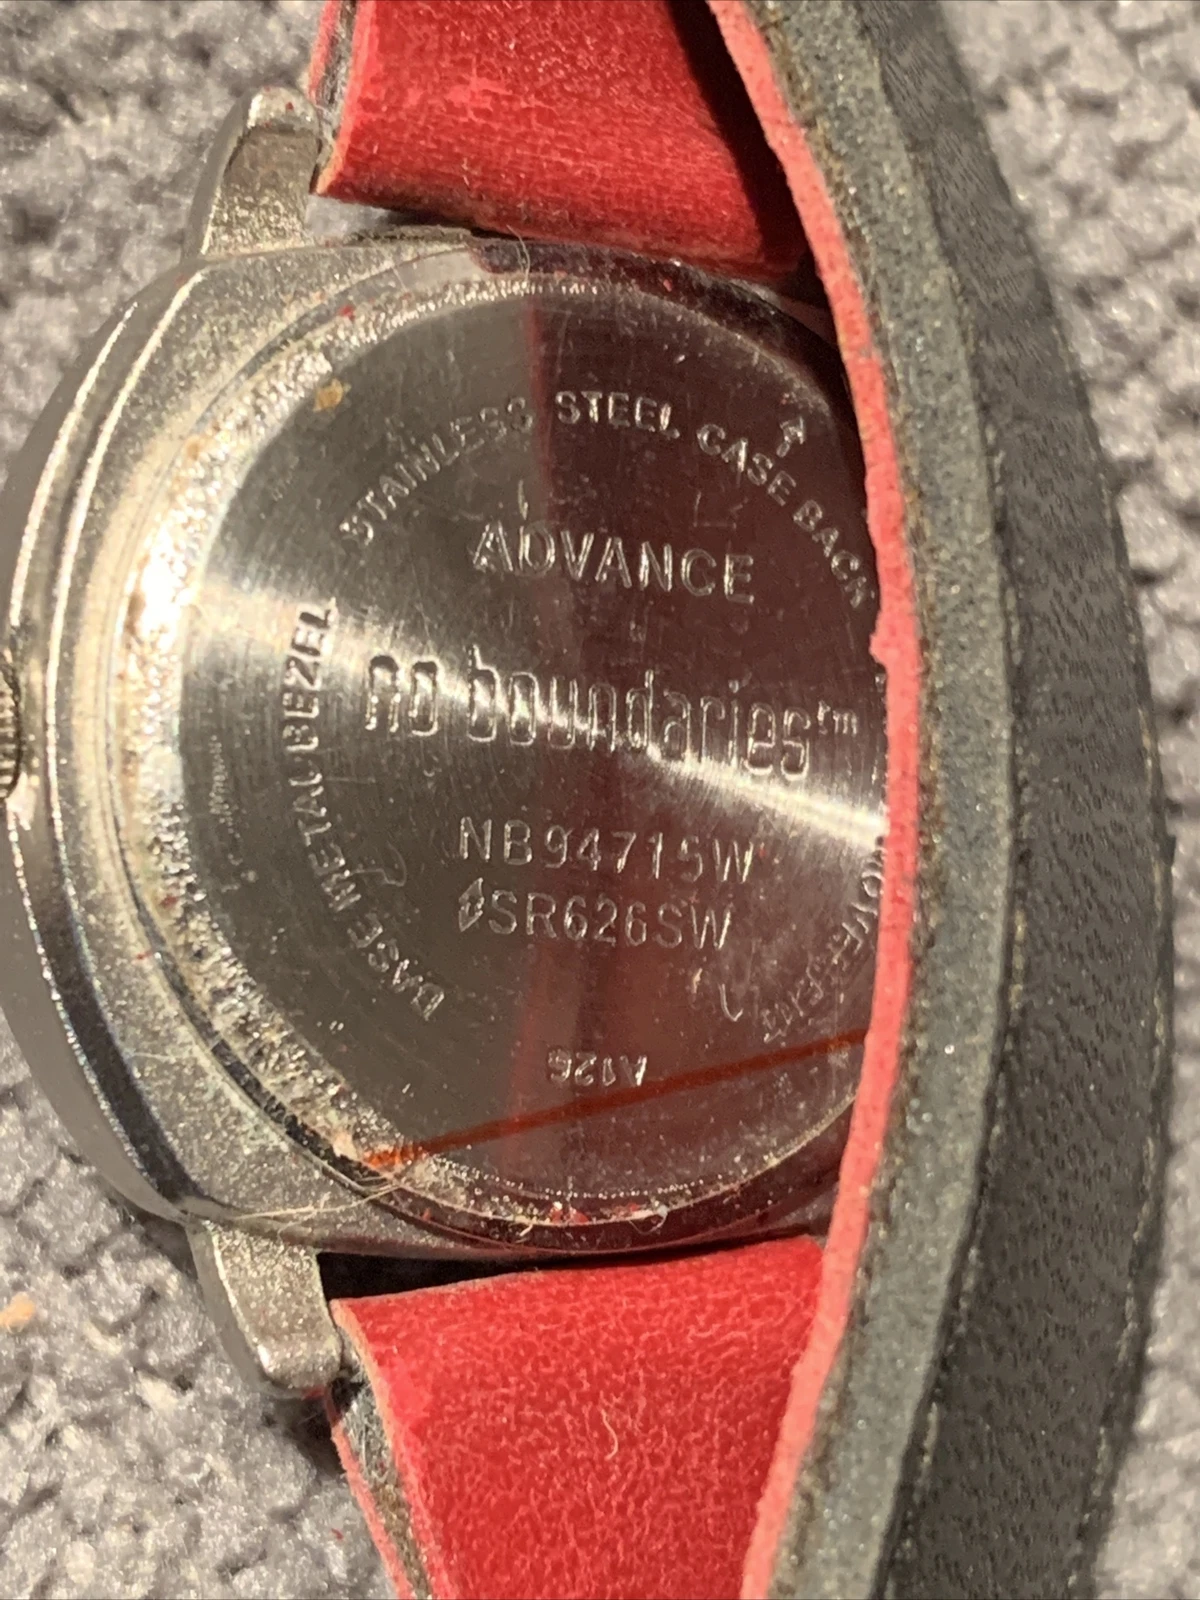 STAINLESS STEEL CASE BACK
ADVANCE
no boundaries™
NB94715W
SR626SW
BASE METAL BEZEL
A126